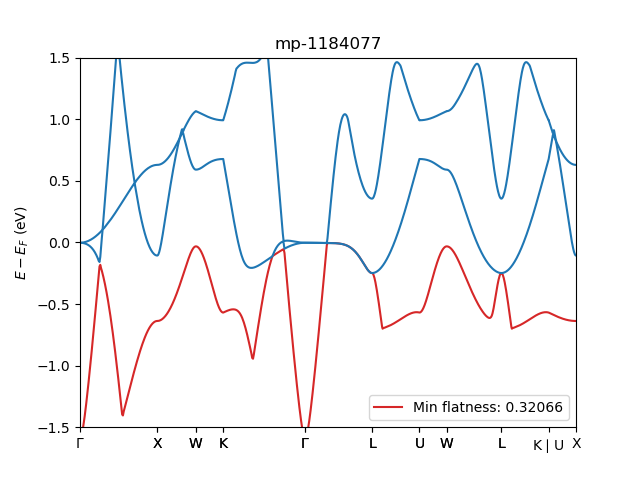 mp-1184077
E − E_F (eV)
1.5
1.0
0.5
0.0
−0.5
−1.0
−1.5
Min flatness: 0.32066
Γ X W K Γ L U W L K | U X